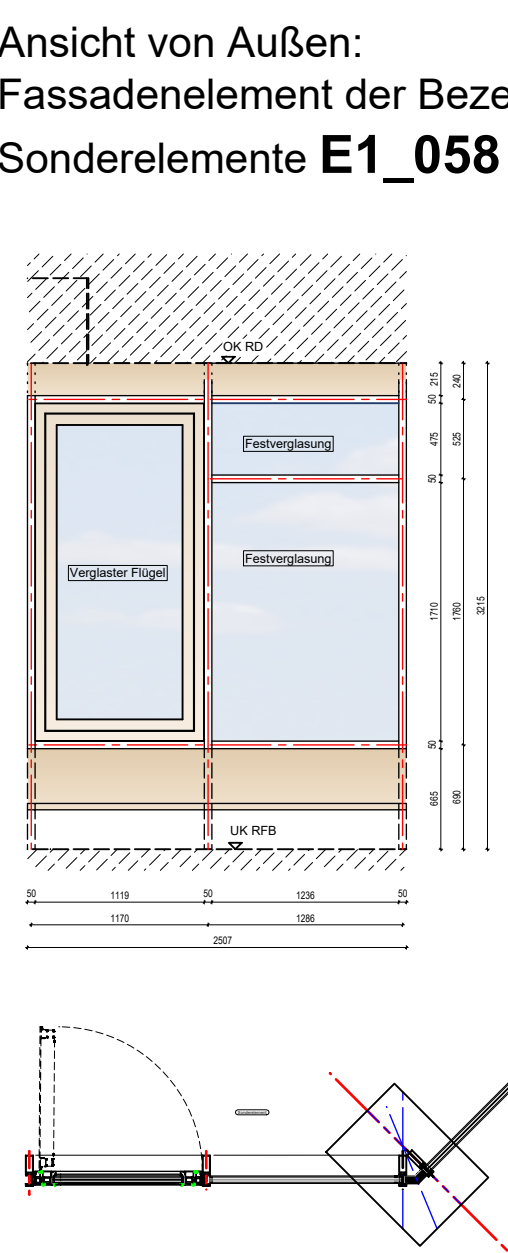 Ansicht von Außen:
Fassadenelement der Beze
Sonderelemente E1_058
OK RD
Festverglasung
Festverglasung
Verglaster Flügel
UK RFB
215
240
50
475
525
50
1710
1760
3215
50
665
690
50
1119
50
1236
50
1170
1286
2507
Sonderelement